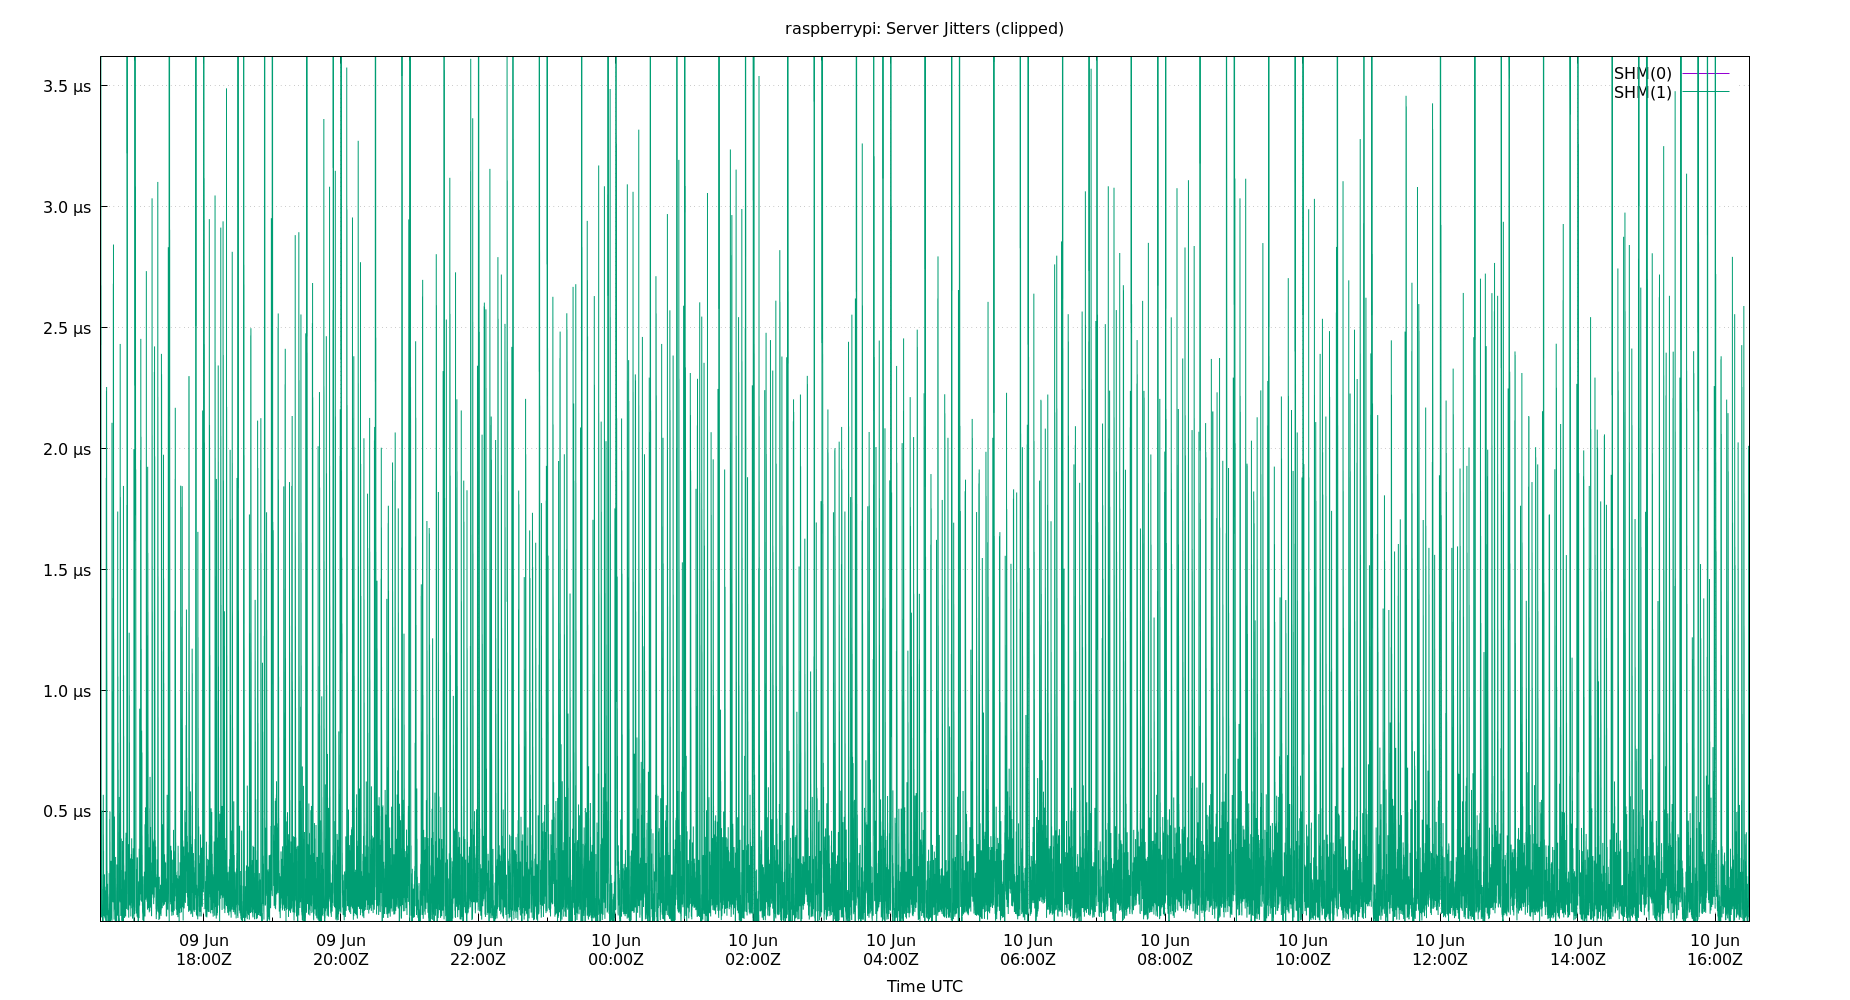 raspberrypi: Server Jitters (clipped)
SHM(0)
SHM(1)
3.5 µs
3.0 µs
2.5 µs
2.0 µs
1.5 µs
1.0 µs
0.5 µs
09 Jun 09 Jun 09 Jun 10 Jun 10 Jun 10 Jun 10 Jun 10 Jun 10 Jun 10 Jun 10 Jun 10 Jun
18:00Z 20:00Z 22:00Z 00:00Z 02:00Z 04:00Z 06:00Z 08:00Z 10:00Z 12:00Z 14:00Z 16:00Z
Time UTC